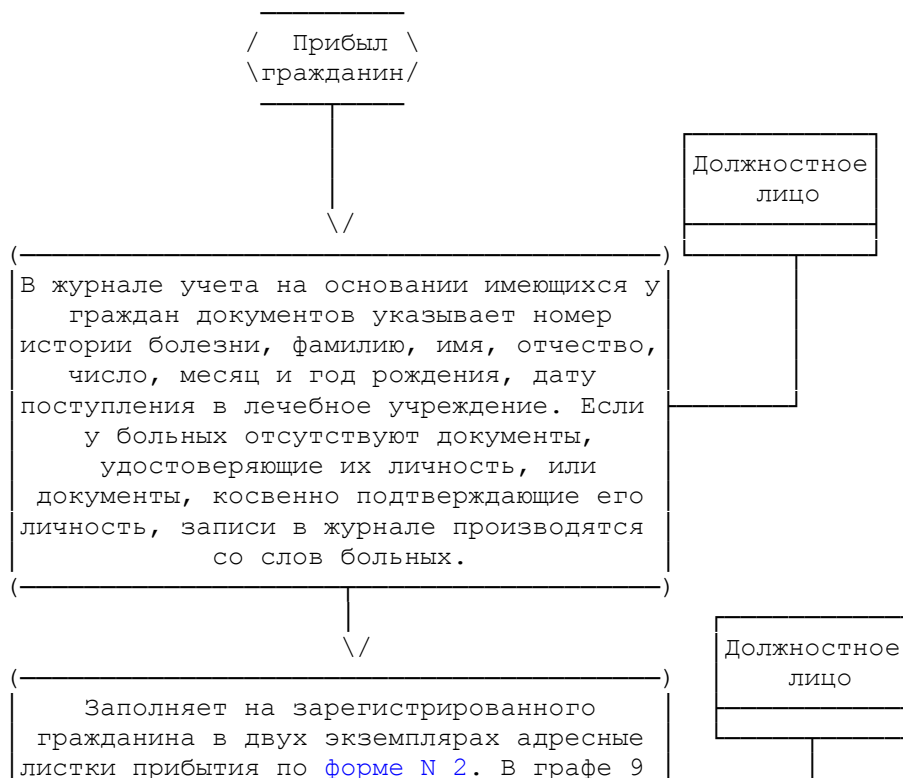 Прибыл
гражданин
Должностное
лицо
В журнале учета на основании имеющихся у
граждан документов указывает номер
истории болезни, фамилию, имя, отчество,
число, месяц и год рождения, дату
поступления в лечебное учреждение. Если
у больных отсутствуют документы,
удостоверяющие их личность, или
документы, косвенно подтверждающие его
личность, записи в журнале производятся
со слов больных.
Должностное
лицо
Заполняет на зарегистрированного
гражданина в двух экземплярах адресные
листки прибытия по форме N 2. В графе 9